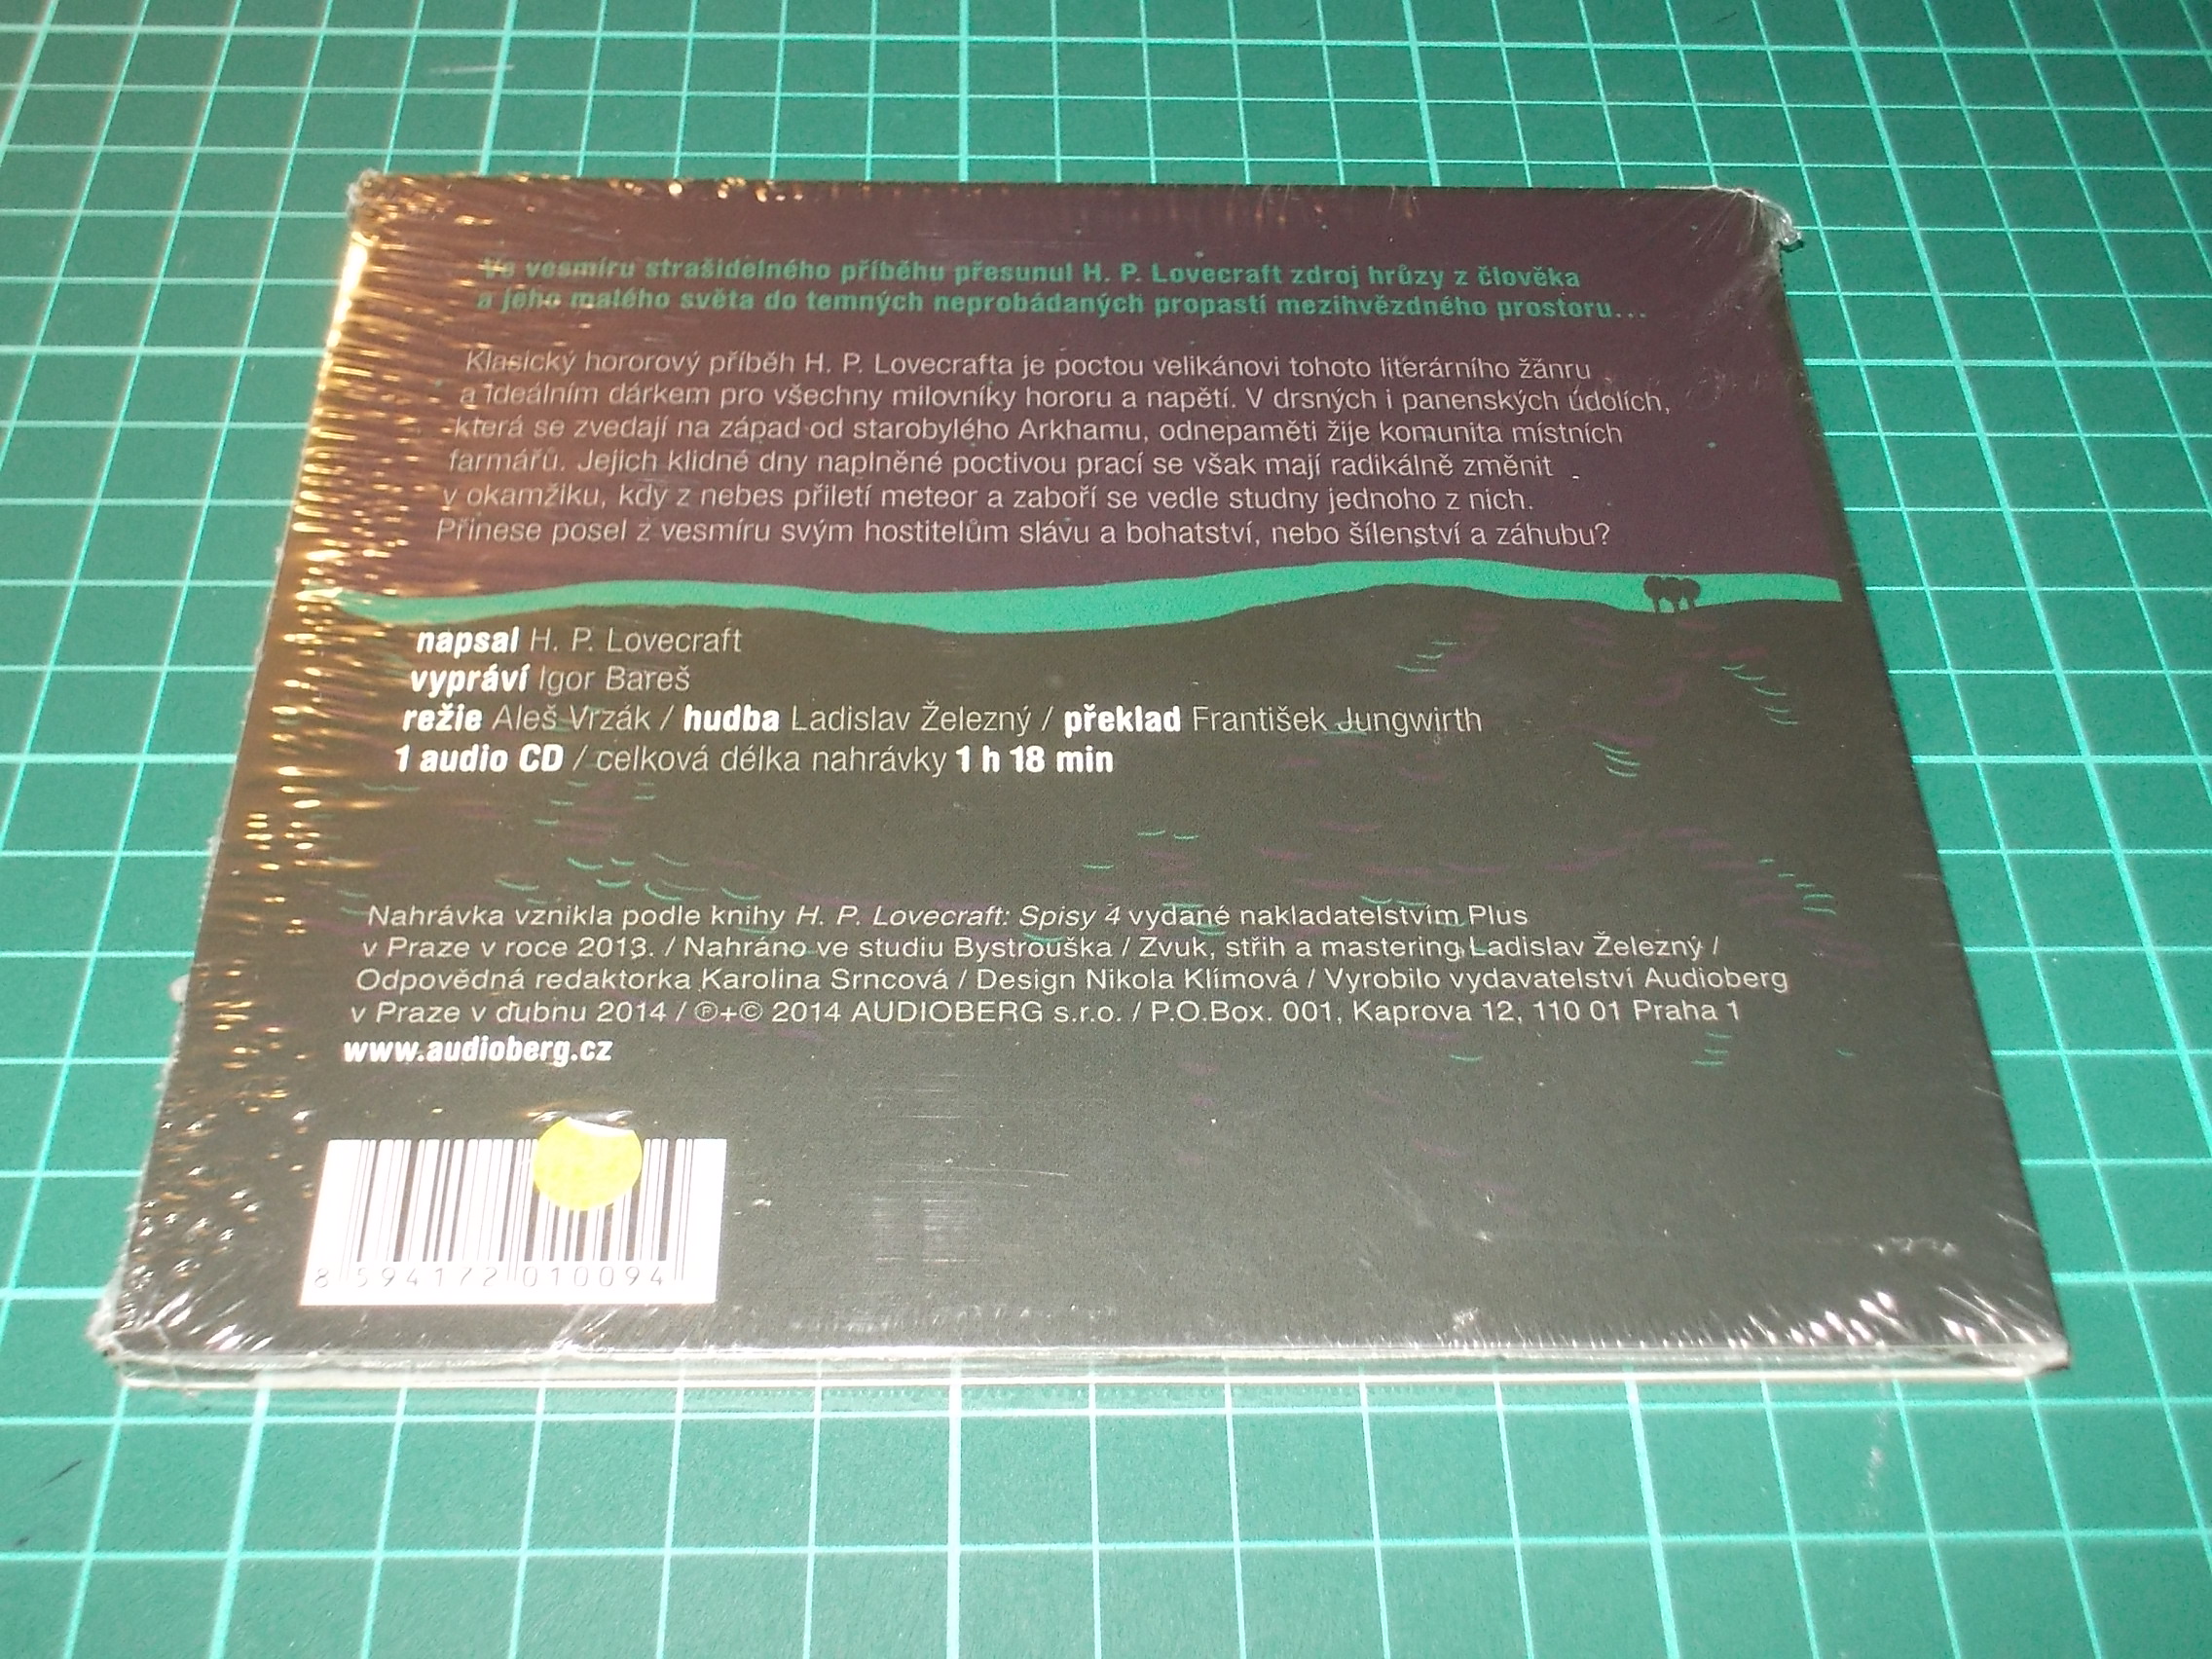 Ve vesmíru strašidelného příběhu přesunul H. P. Lovecraft zdroj hrůzy z člověka
a jeho malého světa do temných neprobádaných propastí mezihvězdného prostoru...
Klasický hororový příběh H. P. Lovecrafta je poctou velikánovi tohoto literárního žánru
a ideálním dárkem pro všechny milovníky hororu a napětí. V drsných i panenských údolích,
která se zvedají na západ od starobylého Arkhamu, odnepaměti žije komunita místních
farmářů. Jejich klidné dny naplněné poctivou prací se však mají radikálně změnit
v okamžiku, kdy z nebes přiletí meteor a zaboří se vedle studny jednoho z nich.
Přinese posel z vesmíru svým hostitelům slávu a bohatství, nebo šílenství a záhubu?
napsal H. P. Lovecraft
vypráví Igor Bareš
režie Aleš Vrzák / hudba Ladislav Železný / překlad František Jungwirth
1 audio CD / celková délka nahrávky 1 h 18 min
Nahrávka vznikla podle knihy H. P. Lovecraft: Spisy 4 vydané nakladatelstvím Plus
v Praze v roce 2013. / Nahráno ve studiu Bystrouška / Zvuk, střih a mastering Ladislav Železný /
Odpovědná redaktorka Karolina Srncová / Design Nikola Klímová / Vyrobilo vydavatelství Audioberg
v Praze v dubnu 2014 / ℗+© 2014 AUDIOBERG s.r.o. / P.O.Box. 001, Kaprova 12, 110 01 Praha 1
www.audioberg.cz
8 594172 010094